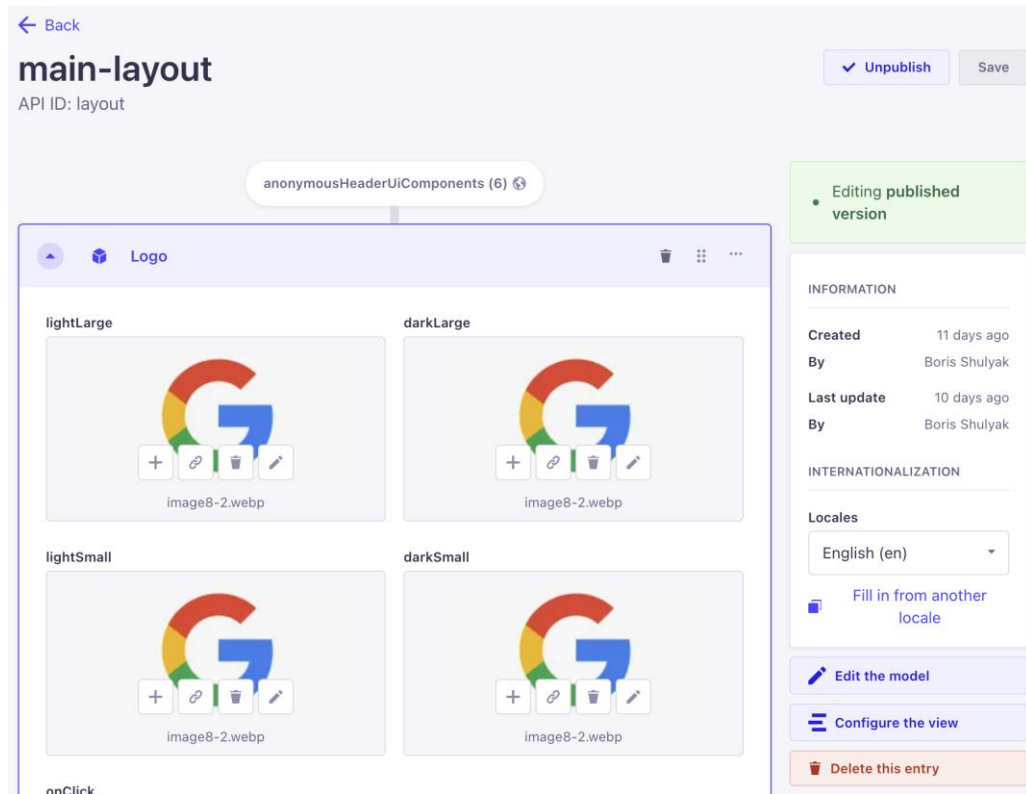 Back
main-layout
API ID: layout
Unpublish
Save
anonymousHeaderUiComponents (6)
Logo
lightLarge
darkLarge
image8-2.webp
image8-2.webp
lightSmall
darkSmall
image8-2.webp
image8-2.webp
onClick
Editing published
version
INFORMATION
Created 11 days ago
By Boris Shulyak
Last update 10 days ago
By Boris Shulyak
INTERNATIONALIZATION
Locales
English (en)
Fill in from another
locale
Edit the model
Configure the view
Delete this entry